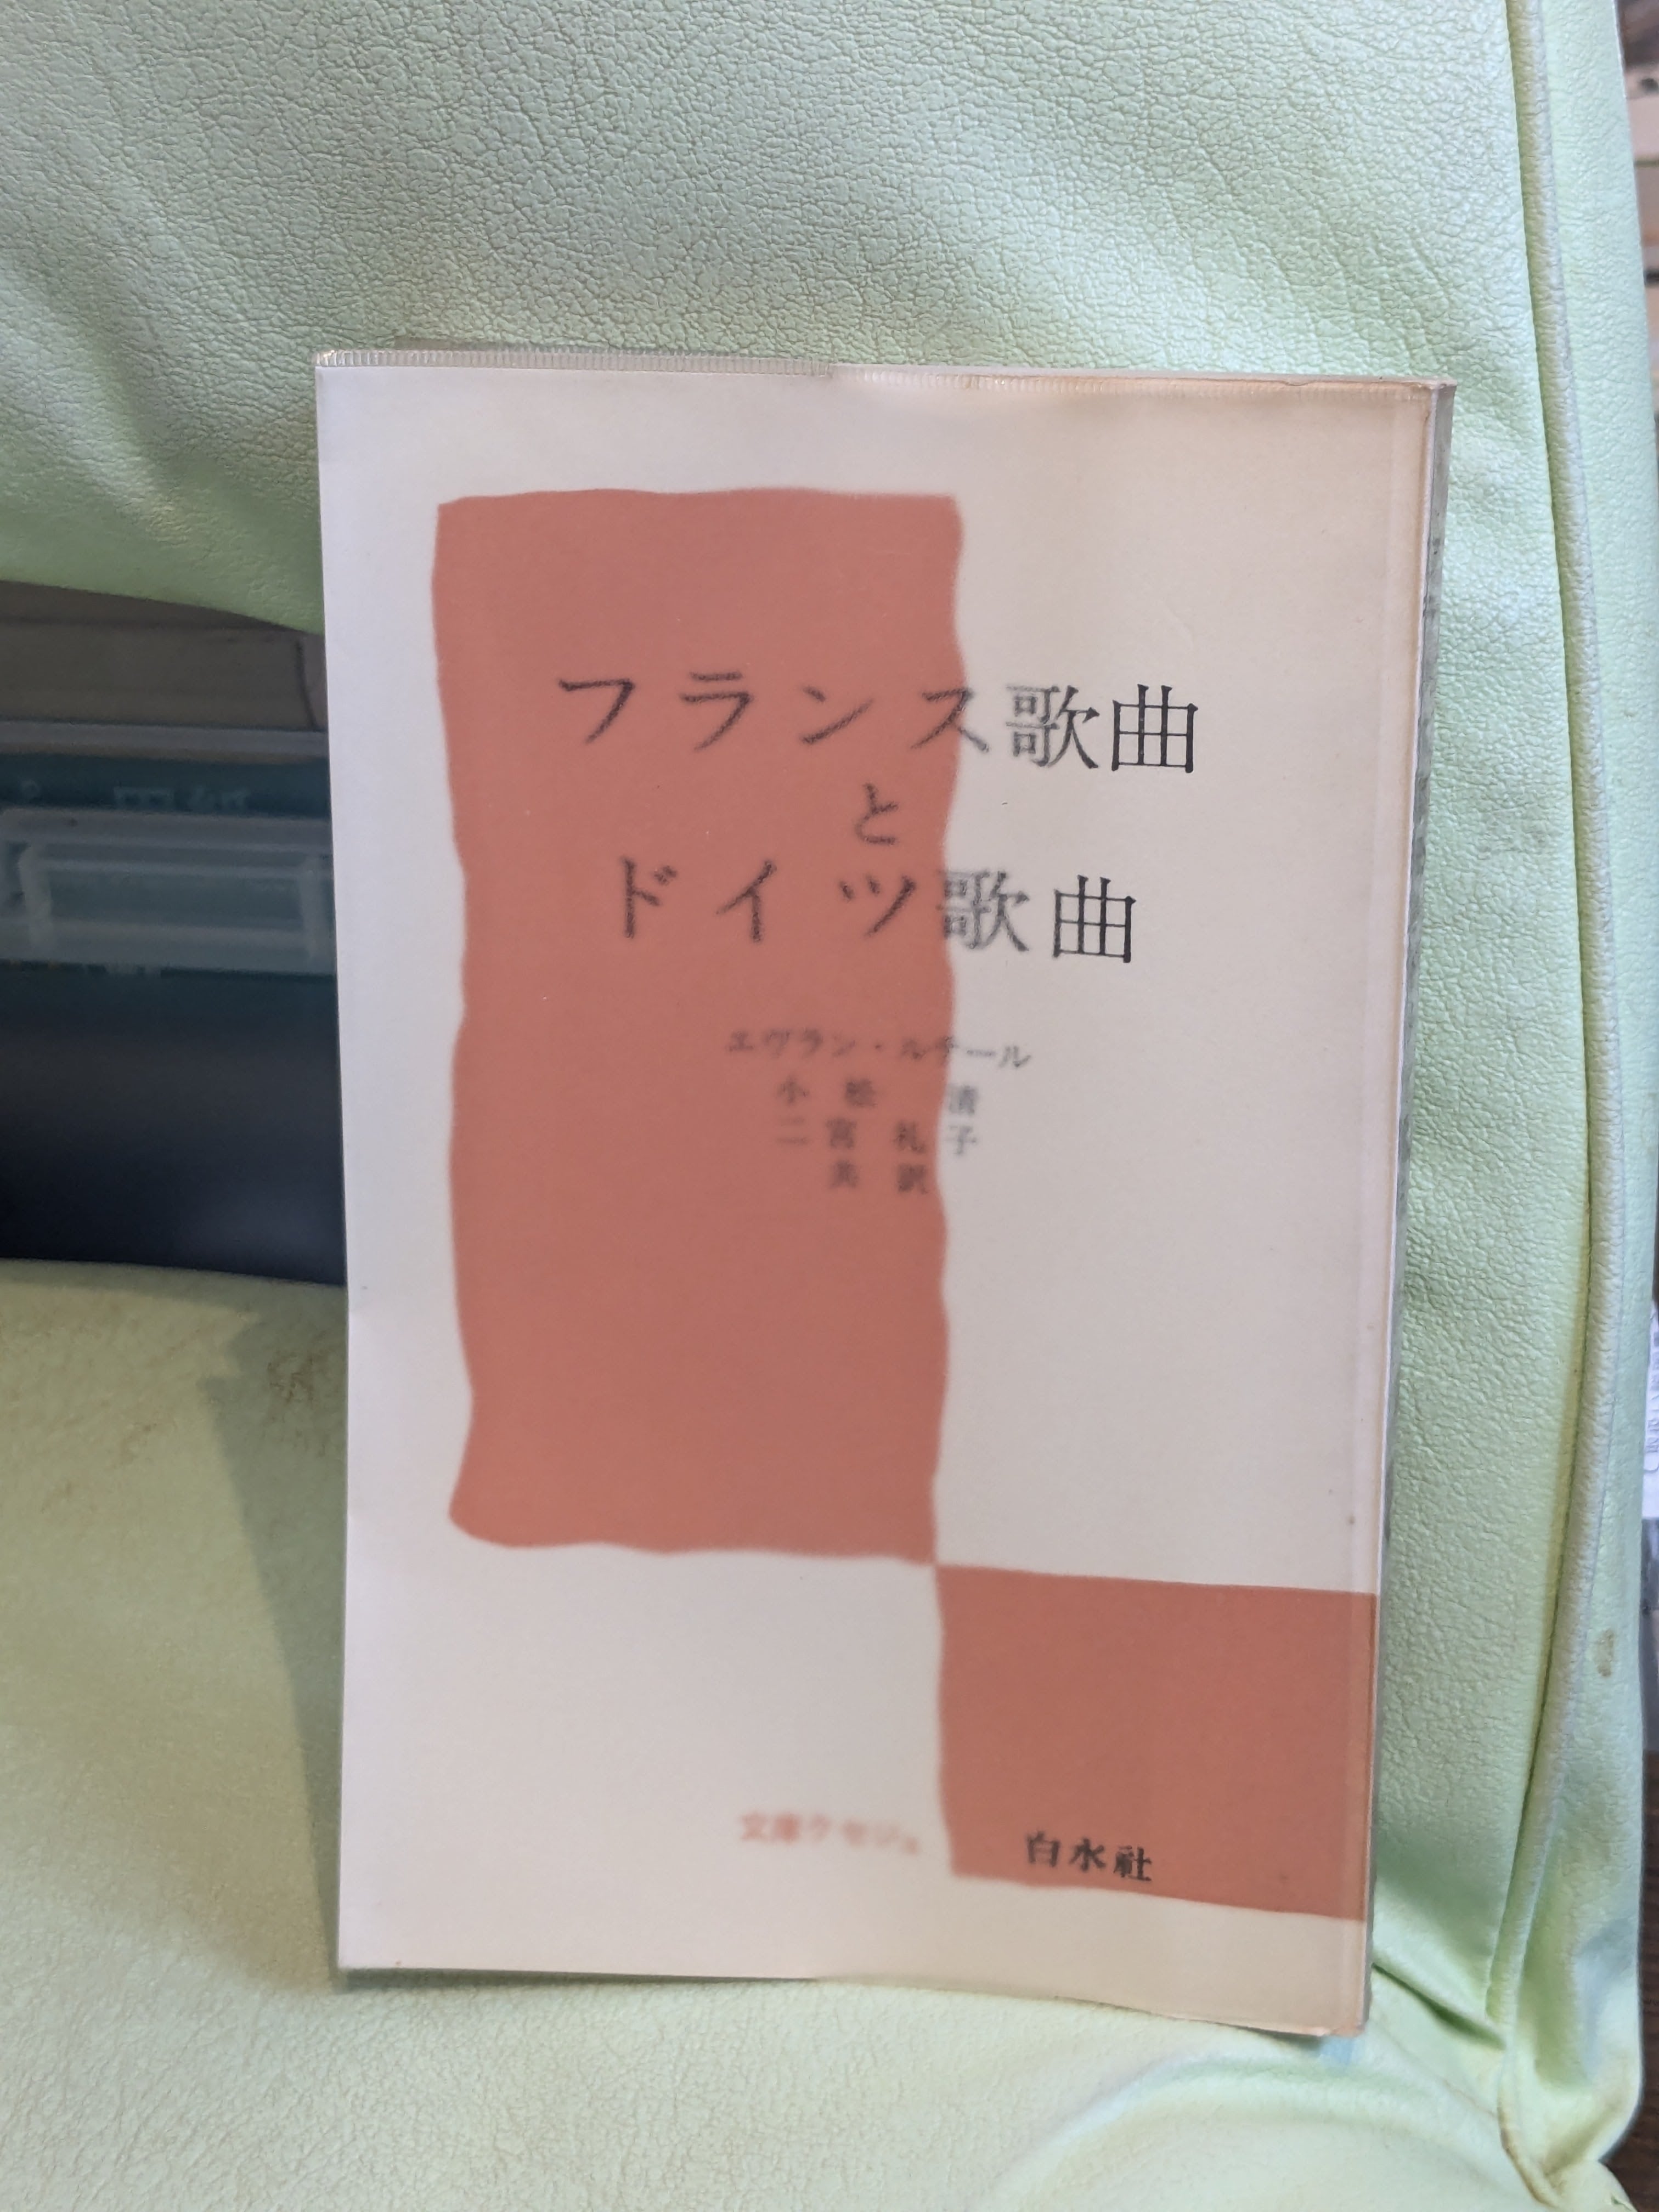 フランス歌曲
と
ドイツ歌曲
エヴラン・ルテール
小松 清
二宮礼子
共訳
文庫クセジュ
白水社